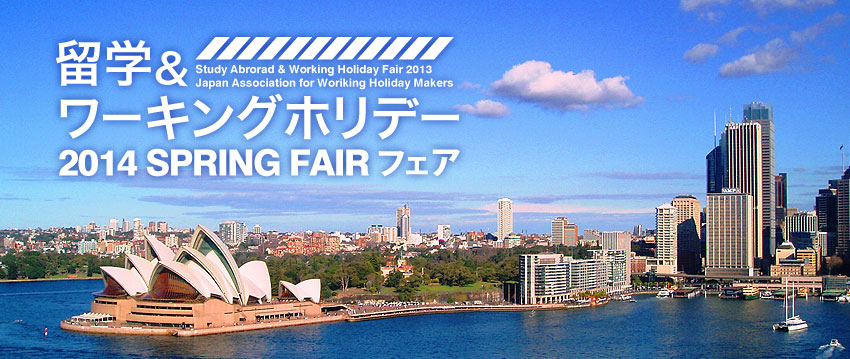 留学&
Study Abrorad & Working Holiday Fair 2013
Japan Association for Woriking Holiday Makers
ワーキングホリデー
2014 SPRING FAIR フェア